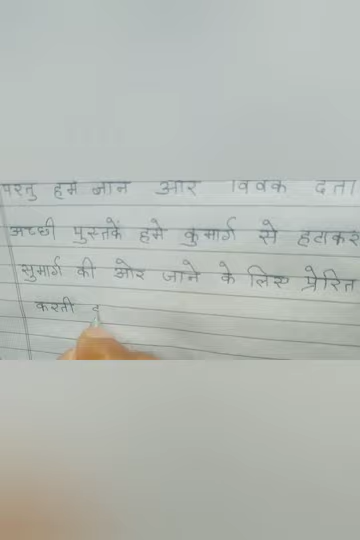 परन्तु हमें ज्ञान और विवेक देती
अच्छी पुस्तकें हमे कुमार्ग से हटाकर
सुमार्ग की ओर जाने के लिए प्रेरित
करती